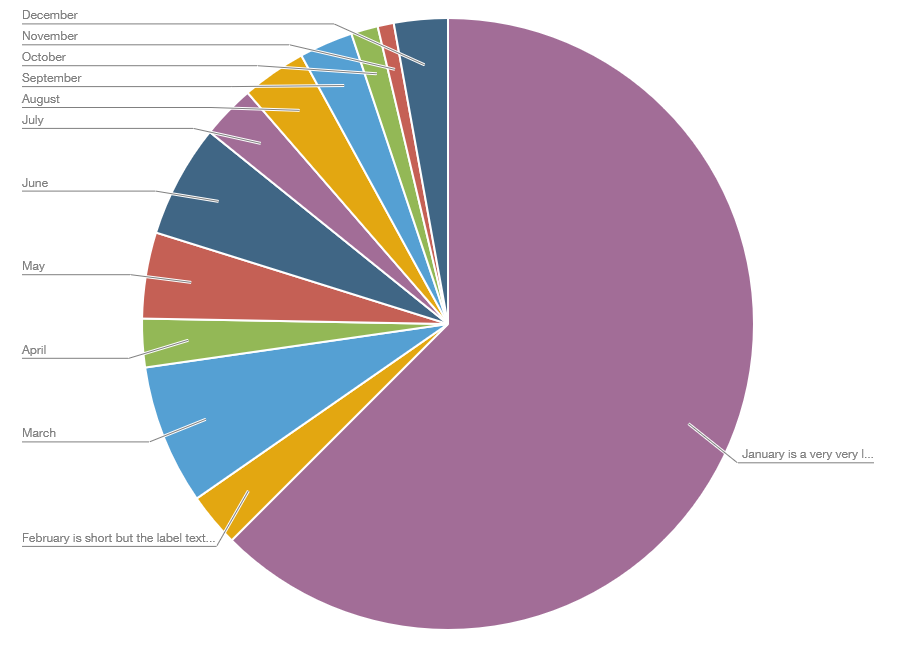 December
November
October
September
August
July
June
May
April
March
January is a very very l...
February is short but the label text...